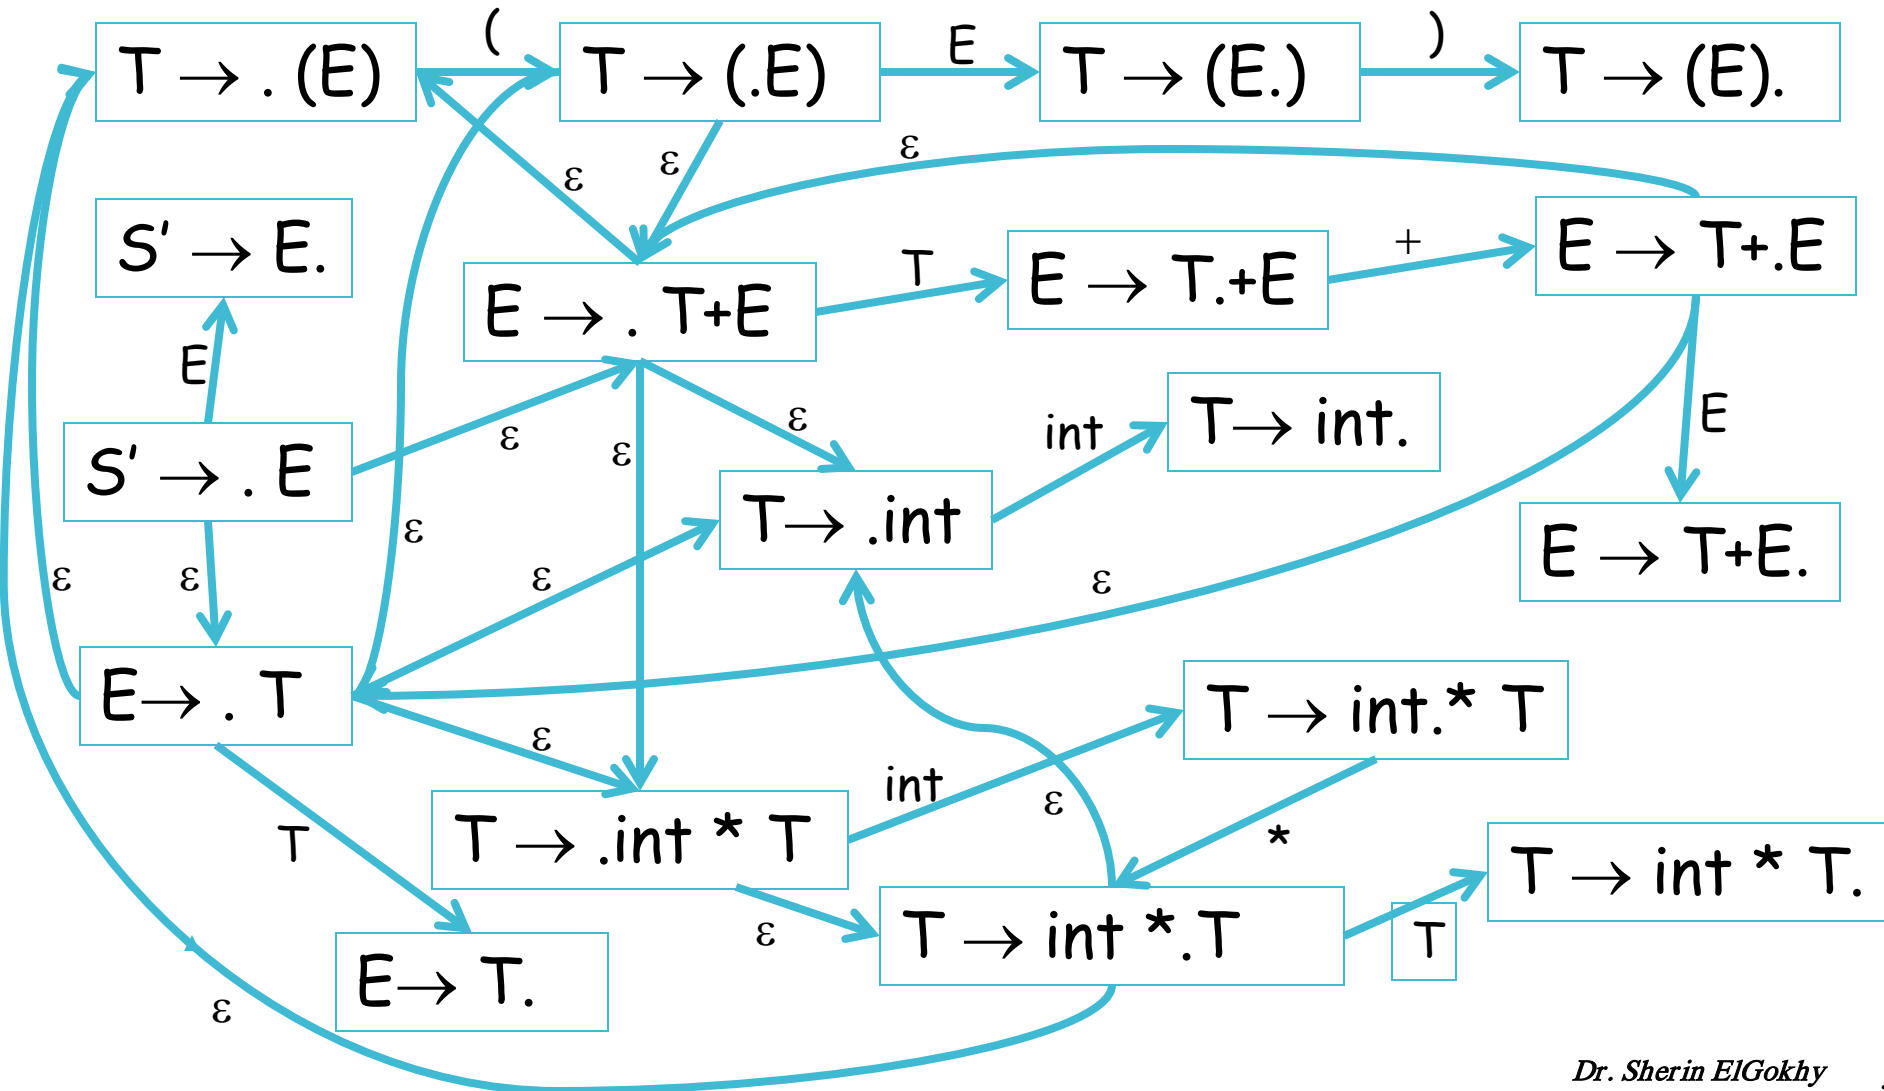 (
E
)
T → . (E)
T → (.E)
T → (E.)
T → (E).
ε
ε
ε
S' → E.
E → T+.E
T
+
E → . T+E
E → T.+E
E
ε
ε
ε
int
T→ int.
E
S' → . E
T→ .int
ε
ε
ε
ε
ε
E → T+E.
E→ . T
T → int.* T
ε
int
ε
T
T → .int * T
*
T → int * T.
ε
T → int *.T
T
E→ T.
ε
Dr. Sherin ElGokhy